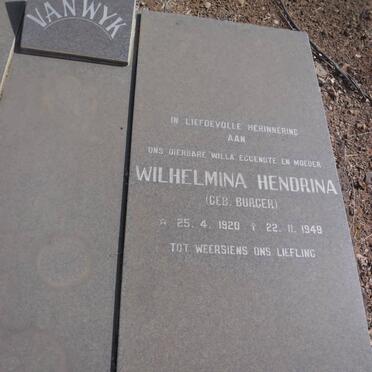 VAN WYK
IN LIEFDEVOLLE HERINNERING
AAN
ONS DIERBARE 'WILLA' EGGENOTE EN MOEDER
WILHELMINA HENDRINA
(GEB. BURGER)
☆ 25. 4. 1920 † 22. 11. 1949
TOT WEERSIENS ONS LIEFLING